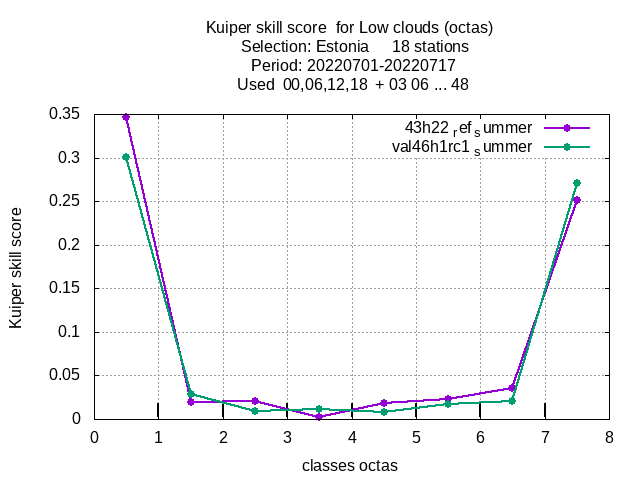 Kuiper skill score  for Low clouds (octas)
Selection: Estonia     18 stations
Period: 20220701-20220717
Used  00,06,12,18  + 03 06 ... 48
43h22 refsummer
val46h1rc1 summer
0.35
0.3
0.25
0.2
0.15
0.1
0.05
0
Kuiper skill score
0 1 2 3 4 5 6 7 8
classes octas